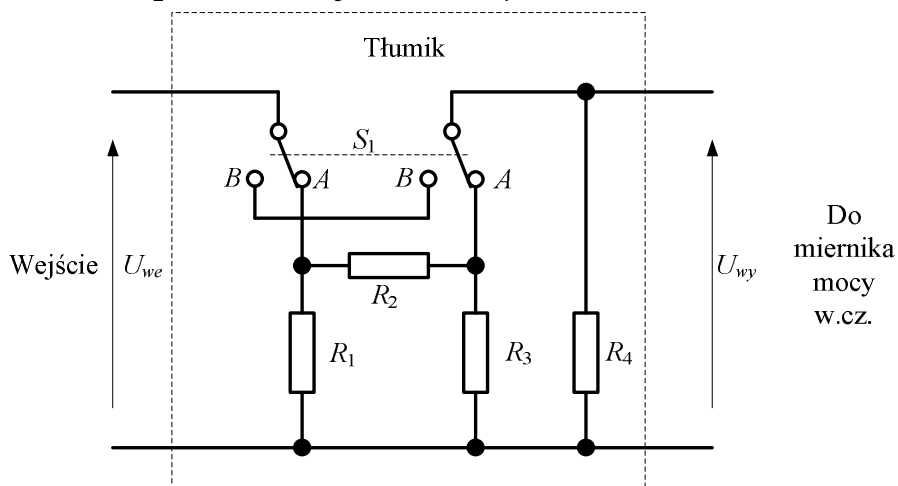 Tłumik
S1
B
A
B
A
Wejście
Uwe
R2
R1
R3
R4
Uwy
Do
miernika
mocy
w.cz.